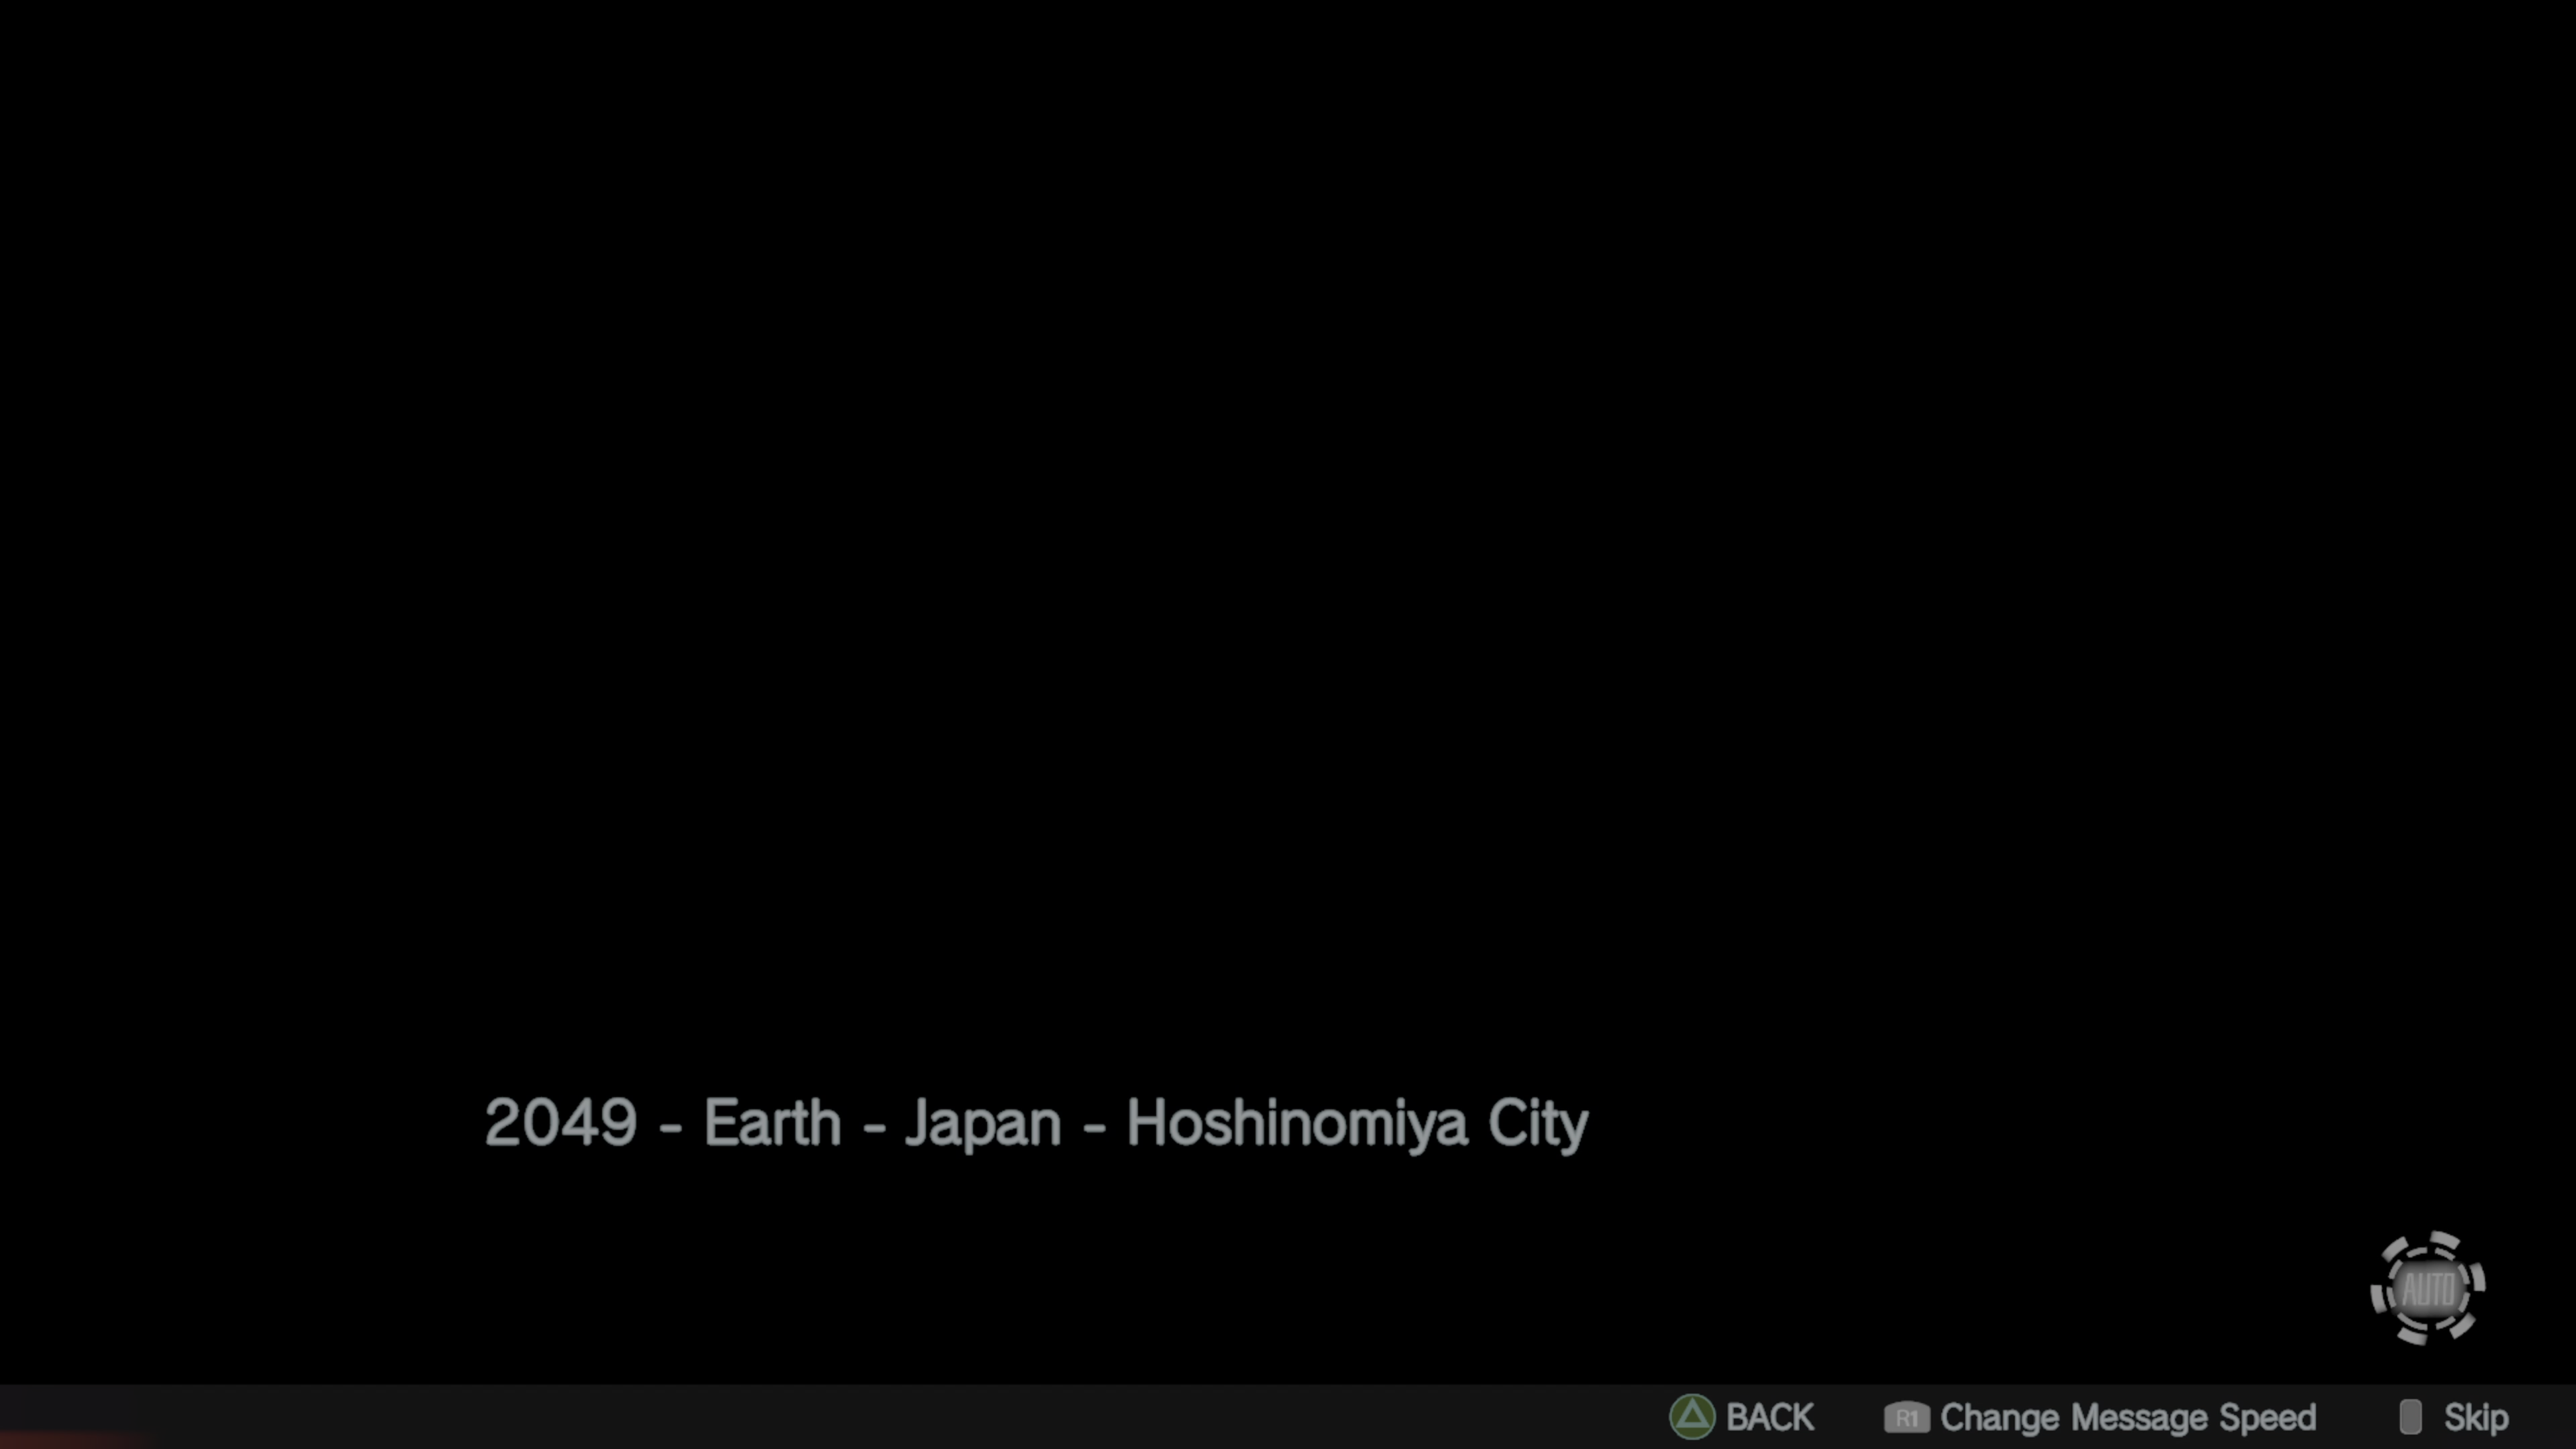 2049 - Earth - Japan - Hoshinomiya City
AUTO
BACK R1 Change Message Speed Skip